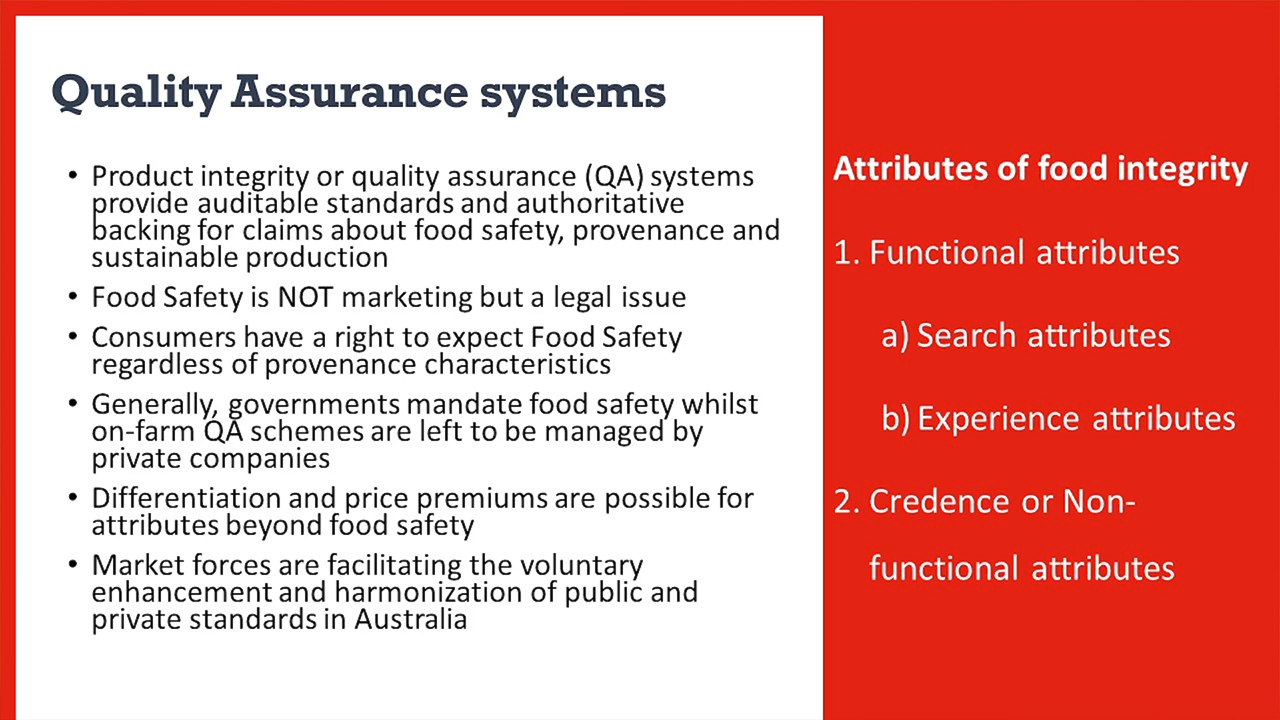 Quality Assurance systems
• Product integrity or quality assurance (QA) systems
provide auditable standards and authoritative
backing for claims about food safety, provenance and
sustainable production
• Food Safety is NOT marketing but a legal issue
• Consumers have a right to expect Food Safety
regardless of provenance characteristics
• Generally, governments mandate food safety whilst
on-farm QA schemes are left to be managed by
private companies
• Differentiation and price premiums are possible for
attributes beyond food safety
• Market forces are facilitating the voluntary
enhancement and harmonization of public and
private standards in Australia
Attributes of food integrity
1. Functional attributes
a) Search attributes
b) Experience attributes
2. Credence or Non-
functional attributes